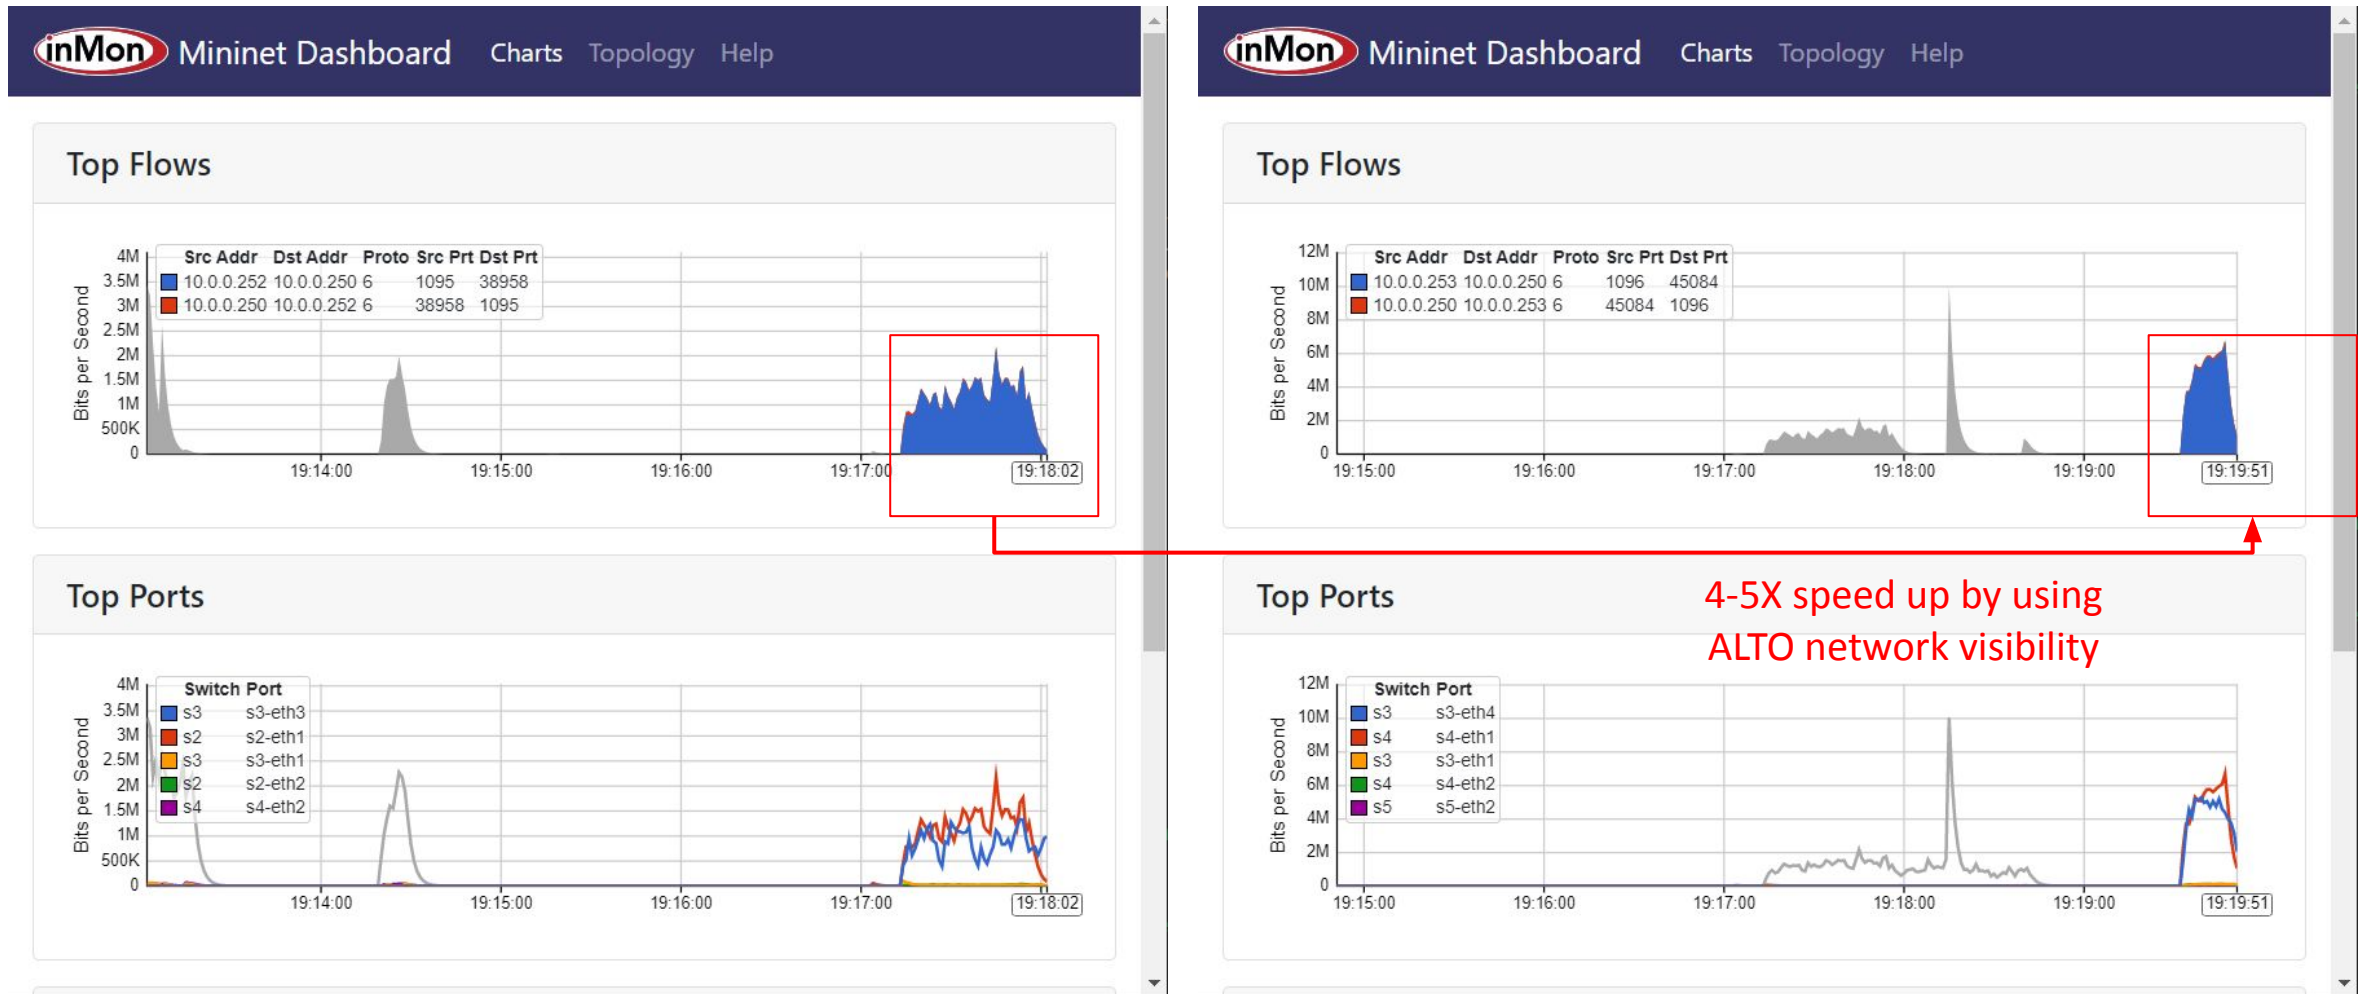 inMon Mininet Dashboard Charts Topology Help
Top Flows
Bits per Second
4M
3.5M
3M
2.5M
2M
1.5M
1M
500K
0
Src Addr Dst Addr Proto Src Prt Dst Prt
10.0.0.252 10.0.0.250 6 1095 38958
10.0.0.250 10.0.0.252 6 38958 1095
19:14:00 19:15:00 19:16:00 19:17:00 19:18:02
Top Ports
Bits per Second
4M
3.5M
3M
2.5M
2M
1.5M
1M
500K
0
Switch Port
s3 s3-eth3
s2 s2-eth1
s3 s3-eth1
s2 s2-eth2
s4 s4-eth2
19:14:00 19:15:00 19:16:00 19:17:00 19:18:02
inMon Mininet Dashboard Charts Topology Help
Top Flows
Bits per Second
12M
10M
8M
6M
4M
2M
0
Src Addr Dst Addr Proto Src Prt Dst Prt
10.0.0.253 10.0.0.250 6 1096 45084
10.0.0.250 10.0.0.253 6 45084 1096
19:15:00 19:16:00 19:17:00 19:18:00 19:19:00 19:19:51
4-5X speed up by using
ALTO network visibility
Top Ports
Bits per Second
12M
10M
8M
6M
4M
2M
0
Switch Port
s3 s3-eth4
s4 s4-eth1
s3 s3-eth1
s4 s4-eth2
s5 s5-eth2
19:15:00 19:16:00 19:17:00 19:18:00 19:19:00 19:19:51